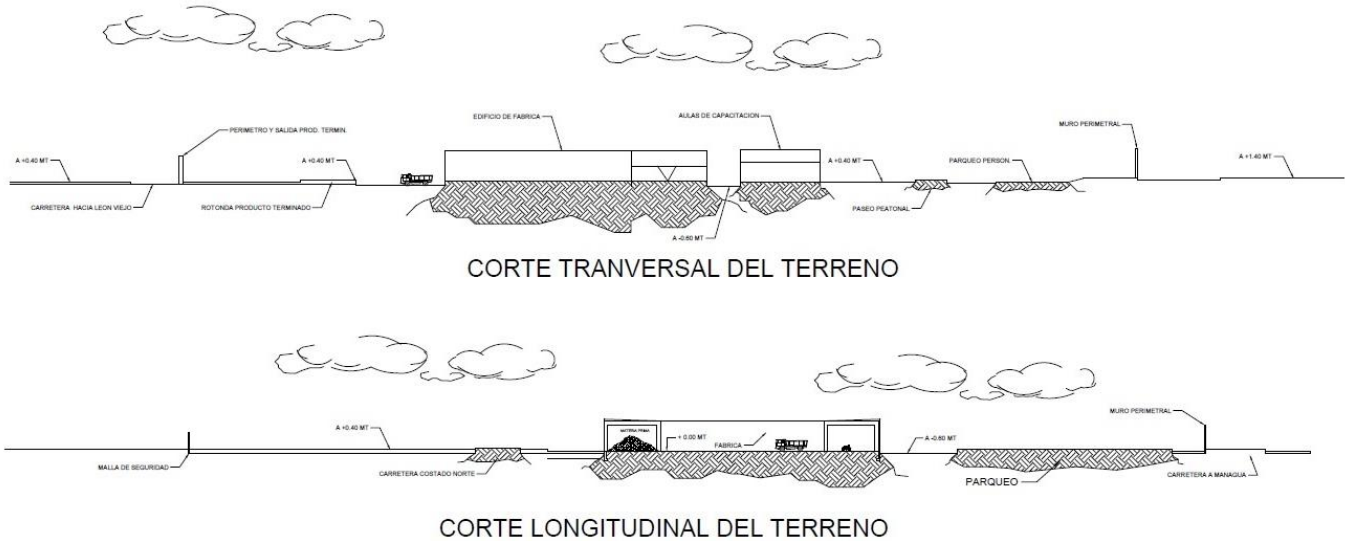 EDIFICIO DE FABRICA
AULAS DE CAPACITACION
MURO PERIMETRAL
PERIMETRO Y SALIDA PROD. TERMIN.
A +0.40 MT
A +0.40 MT
A +0.40 MT
PARQUEO PERSON.
A +1.40 MT
CARRETERA HACIA LEON VIEJO
ROTONDA PRODUCTO TERMINADO
PASEO PEATONAL
A -0.60 MT
CORTE TRANVERSAL DEL TERRENO
MURO PERIMETRAL
A +0.40 MT
MATERIA PRIMA
+ 0.00 MT
FABRICA
A -0.60 MT
MALLA DE SEGURIDAD
CARRETERA COSTADO NORTE
PARQUEO
CARRETERA A MANAGUA
CORTE LONGITUDINAL DEL TERRENO